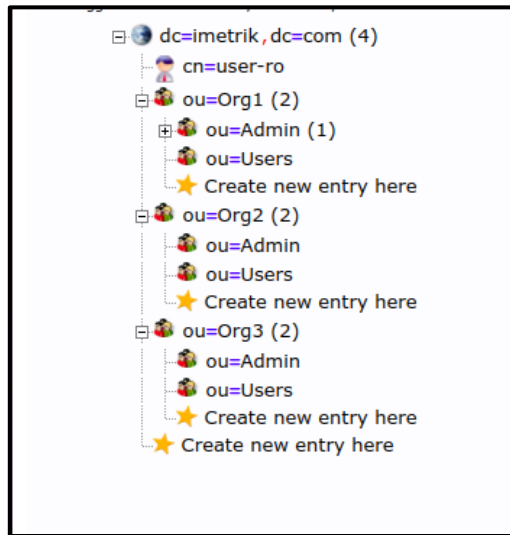 dc=imetrik,dc=com (4)
cn=user-ro
ou=Org1 (2)
ou=Admin (1)
ou=Users
Create new entry here
ou=Org2 (2)
ou=Admin
ou=Users
Create new entry here
ou=Org3 (2)
ou=Admin
ou=Users
Create new entry here
Create new entry here